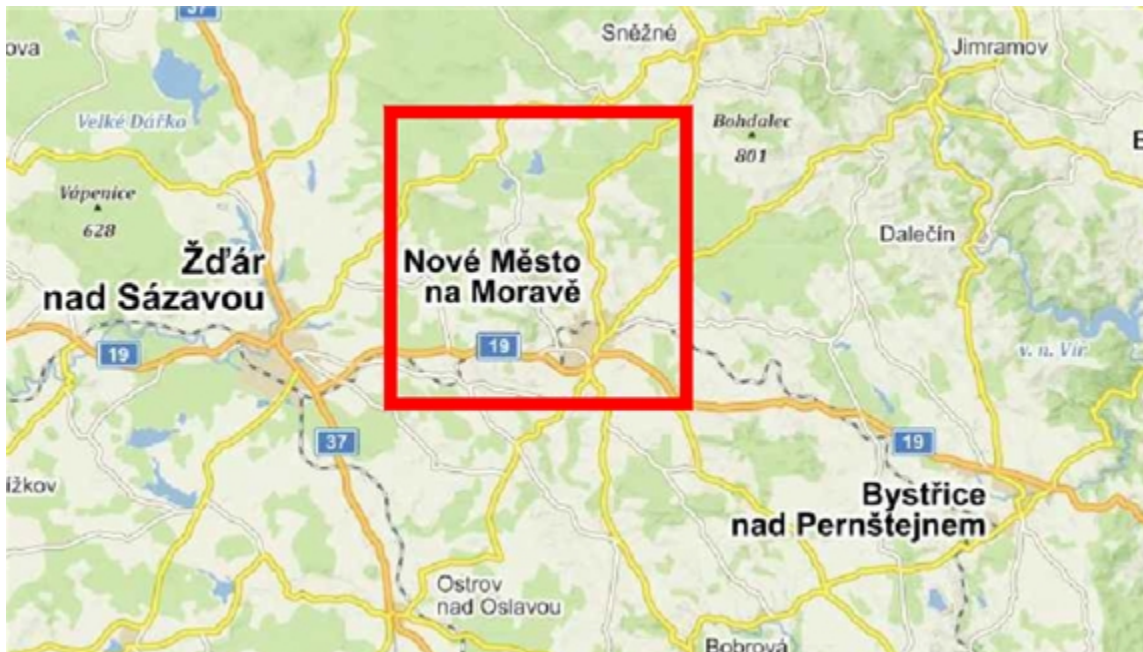 37
Sněžné
ova
Jimramov
Velké Dářko
Bohdalec
801
Vápenice
628
Dalečín
Žďár
nad Sázavou
Nové Město
na Moravě
19
19
v. n. Vír
37
19
ížkov
Bystřice
nad Pernštejnem
Ostrov
nad Oslavou
Bobrová